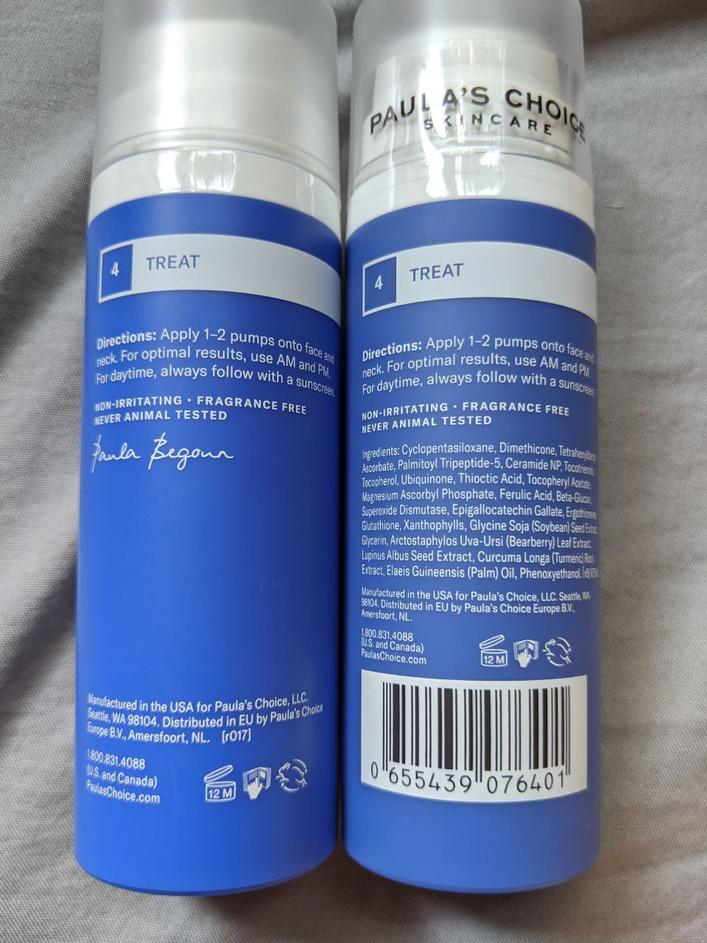 4 TREAT
Directions: Apply 1–2 pumps onto face and
neck. For optimal results, use AM and PM.
For daytime, always follow with a sunscreen.
NON-IRRITATING • FRAGRANCE FREE
NEVER ANIMAL TESTED
Paula Begoun
Manufactured in the USA for Paula's Choice, LLC.
Seattle, WA 98104. Distributed in EU by Paula's Choice
Europe B.V., Amersfoort, NL. [r017]
1.800.831.4088
(U.S. and Canada)
PaulasChoice.com
12 M
PAULA'S CHOICE
SKINCARE
4 TREAT
Directions: Apply 1–2 pumps onto face and
neck. For optimal results, use AM and PM.
For daytime, always follow with a sunscreen.
NON-IRRITATING • FRAGRANCE FREE
NEVER ANIMAL TESTED
Ingredients: Cyclopentasiloxane, Dimethicone,
Ascorbate, Palmitoyl Tripeptide-5, Ceramide NP, Tocotrienols,
Tocopherol, Ubiquinone, Thioctic Acid, Tocopheryl Acetate,
Magnesium Ascorbyl Phosphate, Ferulic Acid, Beta-Glucan,
Superoxide Dismutase, Epigallocatechin Gallate, Ergothioneine,
Glutathione, Xanthophylls, Glycine Soja (Soybean) Seed Extract,
Glycerin, Arctostaphylos Uva-Ursi (Bearberry) Leaf Extract,
Lupinus Albus Seed Extract, Curcuma Longa (Turmeric) Root
Extract, Elaeis Guineensis (Palm) Oil, Phenoxyethanol.
Manufactured in the USA for Paula's Choice, LLC. Seattle, WA
98104. Distributed in EU by Paula's Choice Europe B.V.,
Amersfoort, NL.
1.800.831.4088
(U.S. and Canada)
PaulasChoice.com
12 M
0 655439 076401